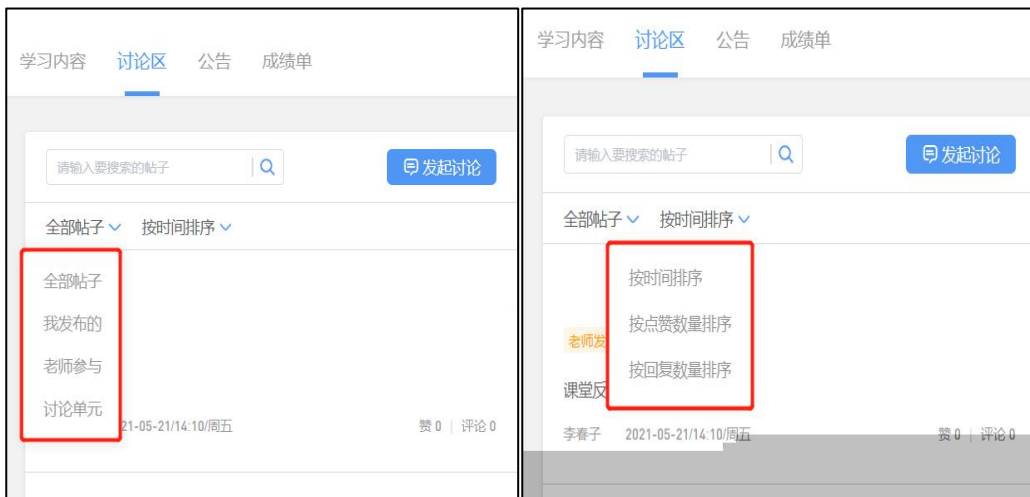 学习内容 讨论区 公告 成绩单
请输入要搜索的帖子 发起讨论
全部帖子 按时间排序
全部帖子
我发布的
老师参与
讨论单元
21-05-21/14:10/周五 赞 0 | 评论 0
学习内容 讨论区 公告 成绩单
请输入要搜索的帖子 发起讨论
全部帖子 按时间排序
按时间排序
按点赞数量排序
老师发
按回复数量排序
课堂反
李春子 2021-05-21/14:10/周五 赞 0 | 评论 0